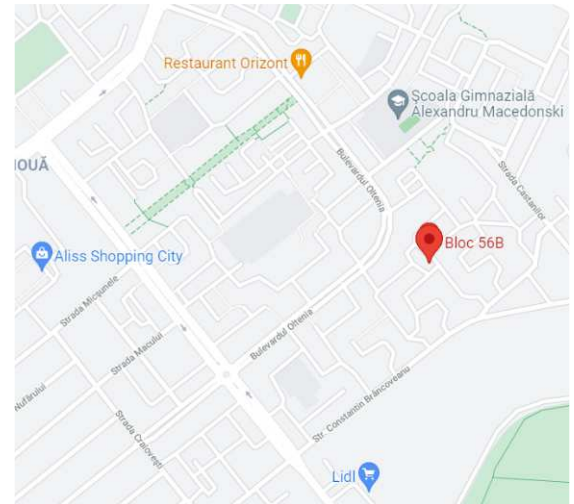 Restaurant Orizont
Școala Gimnazială
Alexandru Macedonski
IOUĂ
Bulevardul Oltenia
Strada Castanilor
Bloc 56B
Aliss Shopping City
Strada Micșunele
Strada Macului
Bulevardul Oltenia
Nufărului
Strada Craiovești
Str. Constantin Brâncoveanu
Lidl